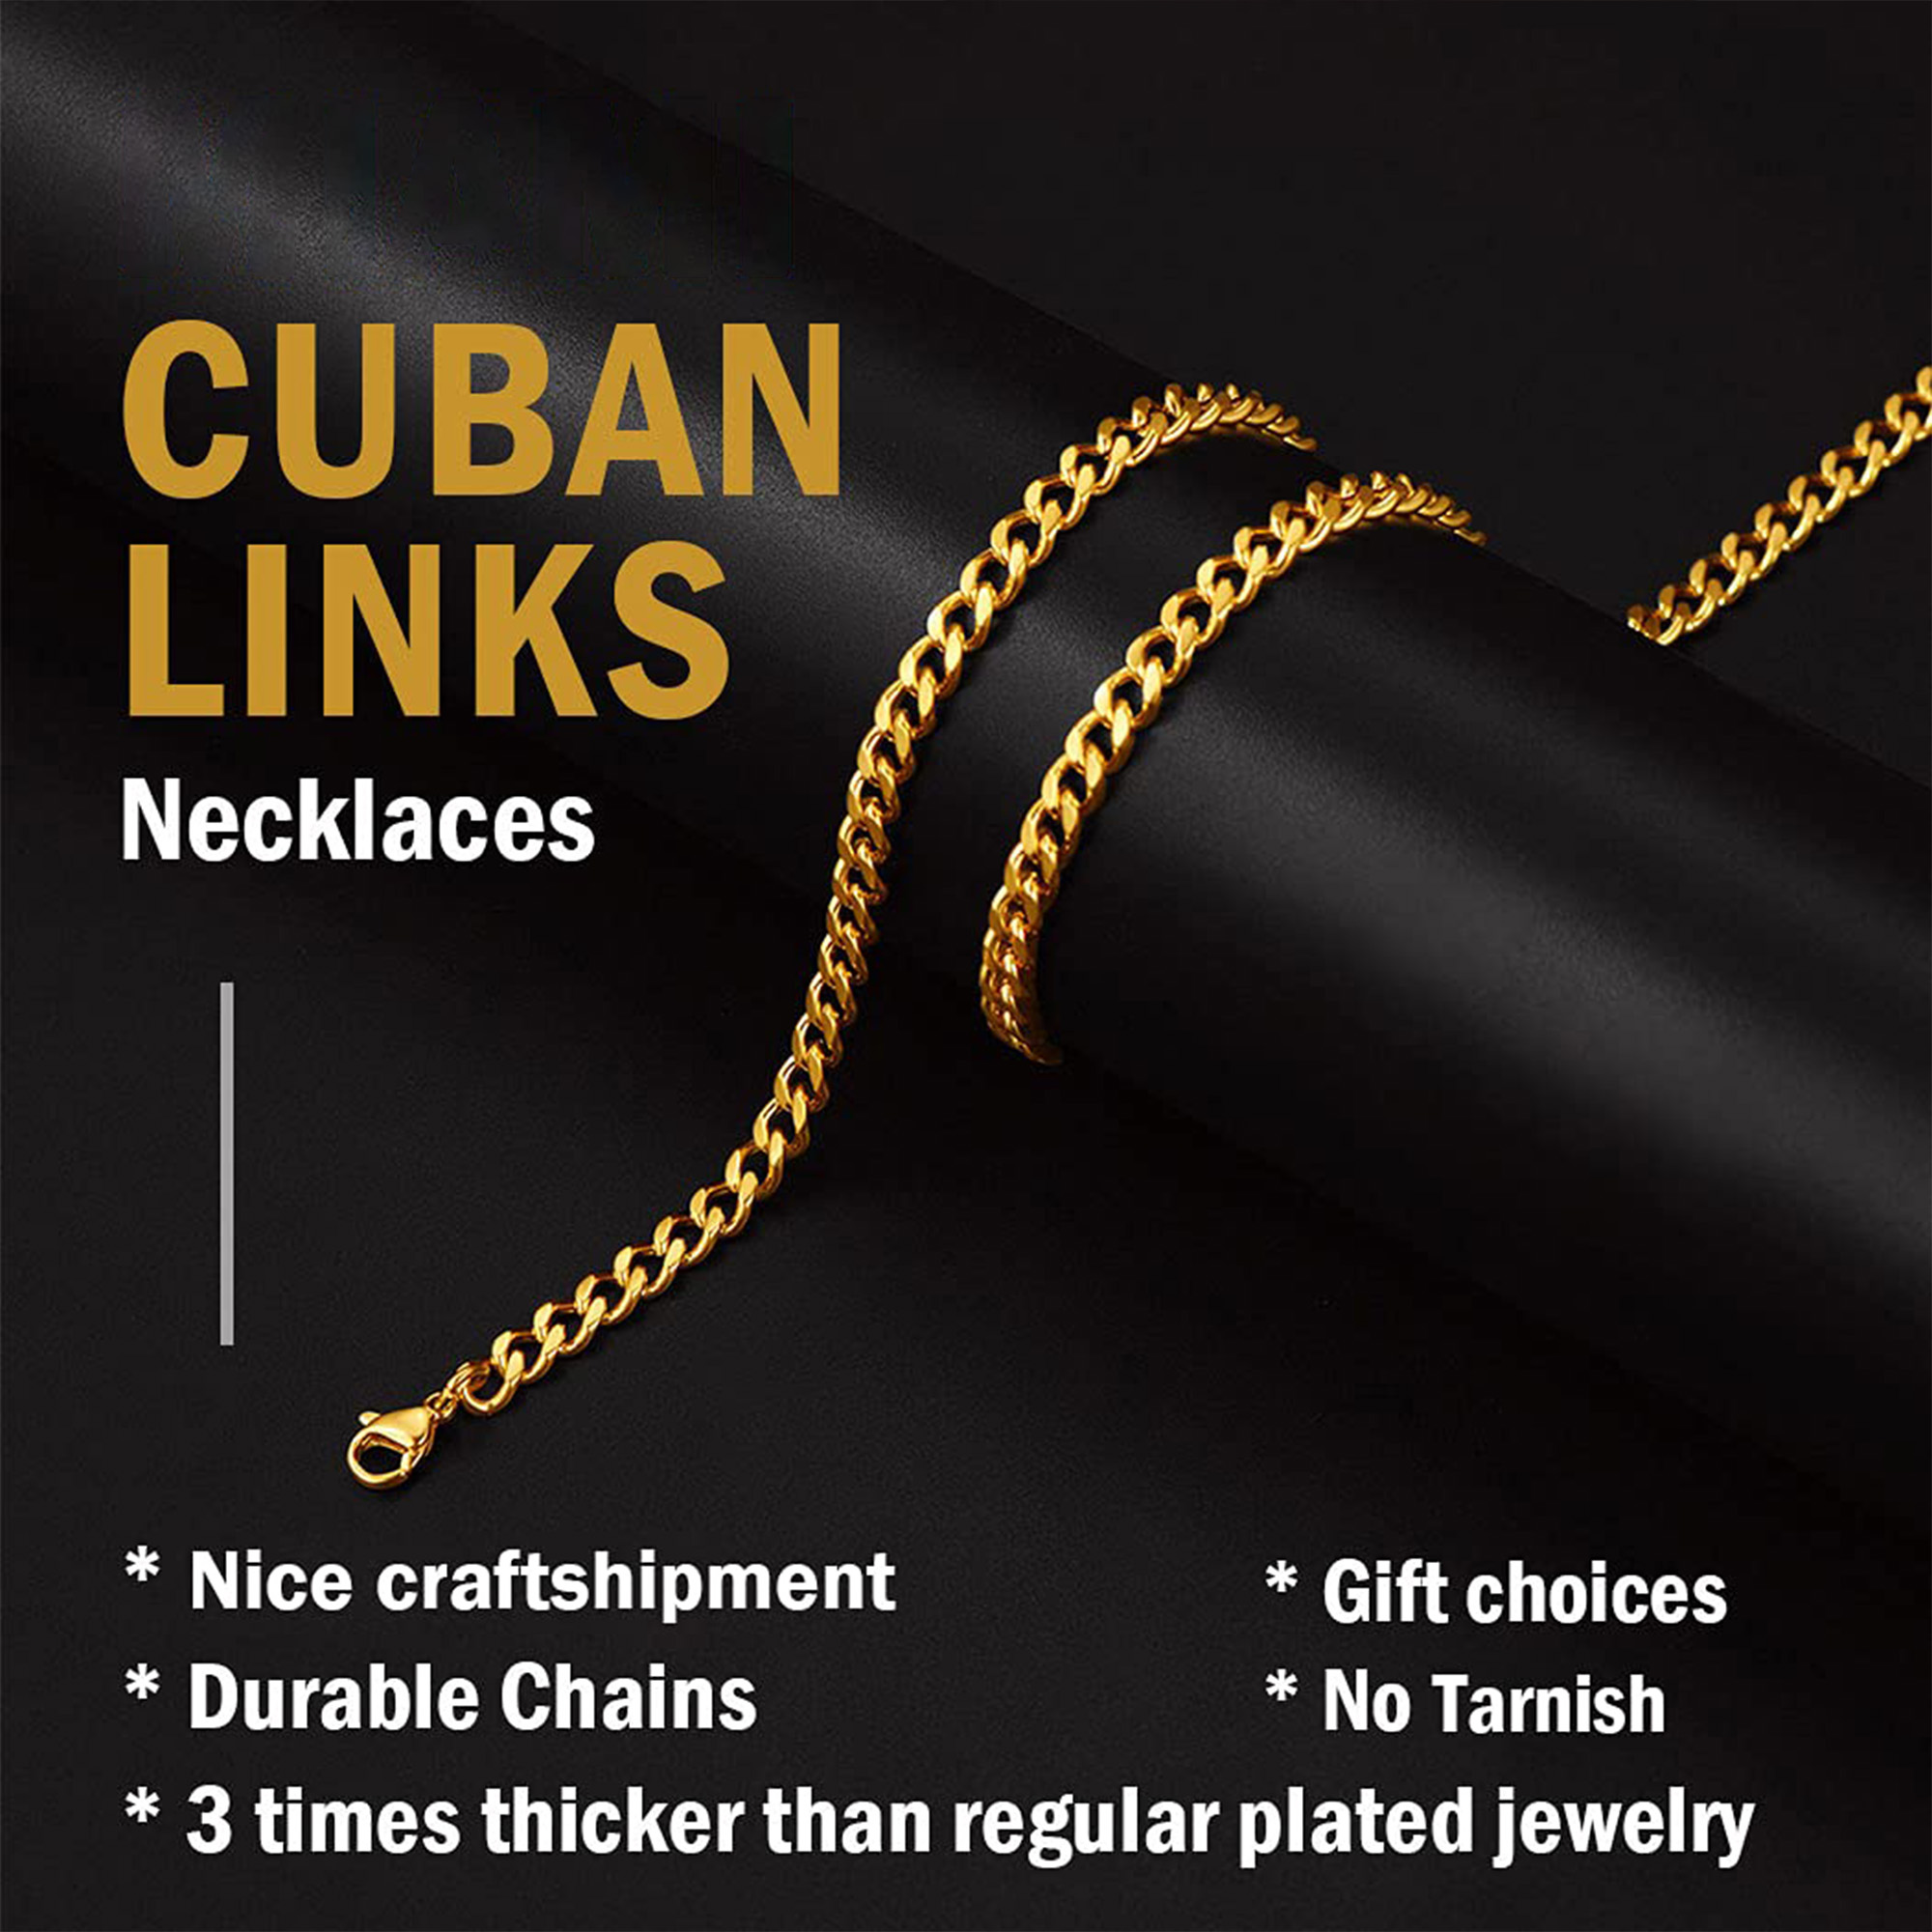 CUBAN
LINKS
Necklaces
* Nice craftshipment
* Gift choices
* Durable Chains
* No Tarnish
* 3 times thicker than regular plated jewelry